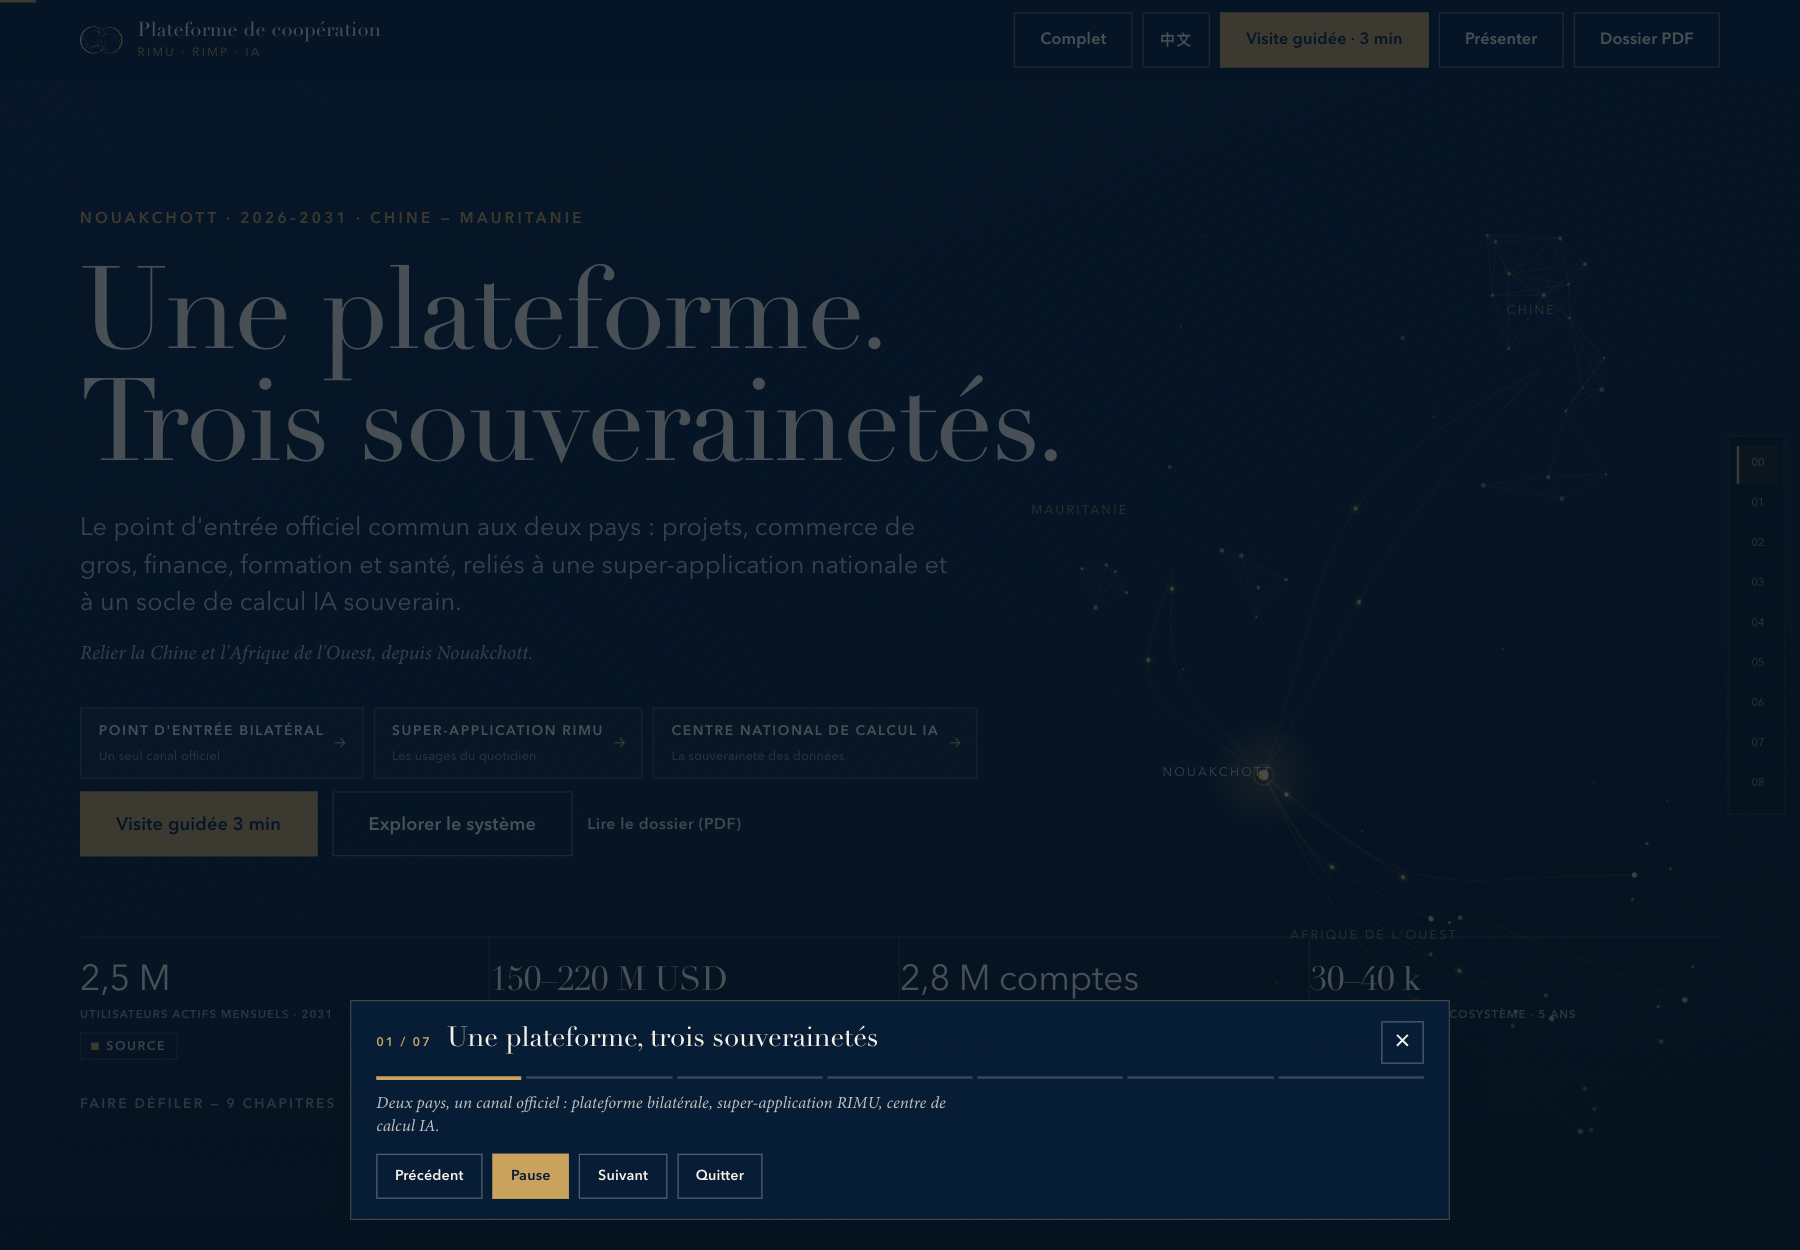 Plateforme de coopération
RIMU · RIMP · IA
Complet
中文
Visite guidée · 3 min
Présenter
Dossier PDF
NOUAKCHOTT · 2026–2031 · CHINE – MAURITANIE
Une plateforme.
Trois souverainetés.
Le point d'entrée officiel commun aux deux pays : projets, commerce de
gros, finance, formation et santé, reliés à une super-application nationale et
à un socle de calcul IA souverain.
Relier la Chine et l'Afrique de l'Ouest, depuis Nouakchott.
POINT D'ENTRÉE BILATÉRAL →
Un seul canal officiel
SUPER-APPLICATION RIMU →
Les usages du quotidien
CENTRE NATIONAL DE CALCUL IA →
La souveraineté des données
Visite guidée 3 min
Explorer le système
Lire le dossier (PDF)
CHINE
MAURITANIE
NOUAKCHOTT
AFRIQUE DE L'OUEST
00
01
02
03
04
05
06
07
08
2,5 M
UTILISATEURS ACTIFS MENSUELS · 2031
SOURCE
150–220 M USD
2,8 M comptes
30–40 k
COSYSTÈME · 5 ANS
FAIRE DÉFILER – 9 CHAPITRES
01 / 07
Une plateforme, trois souverainetés
✕
Deux pays, un canal officiel : plateforme bilatérale, super-application RIMU, centre de
calcul IA.
Précédent
Pause
Suivant
Quitter